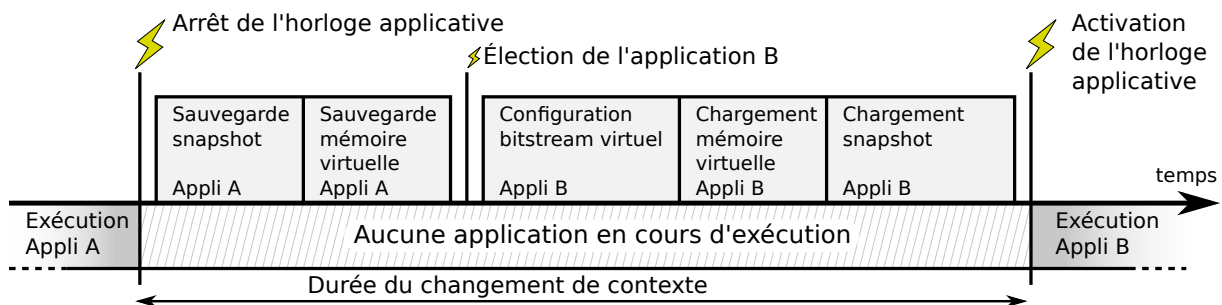 Arrêt de l'horloge applicative
Élection de l'application B
Activation
de l'horloge
applicative
Sauvegarde
snapshot
Appli A
Sauvegarde
mémoire
virtuelle
Appli A
Configuration
bitstream virtuel
Appli B
Chargement
mémoire
virtuelle
Appli B
Chargement
snapshot
Appli B
temps
Exécution
Appli A
Aucune application en cours d'exécution
Exécution
Appli B
Durée du changement de contexte